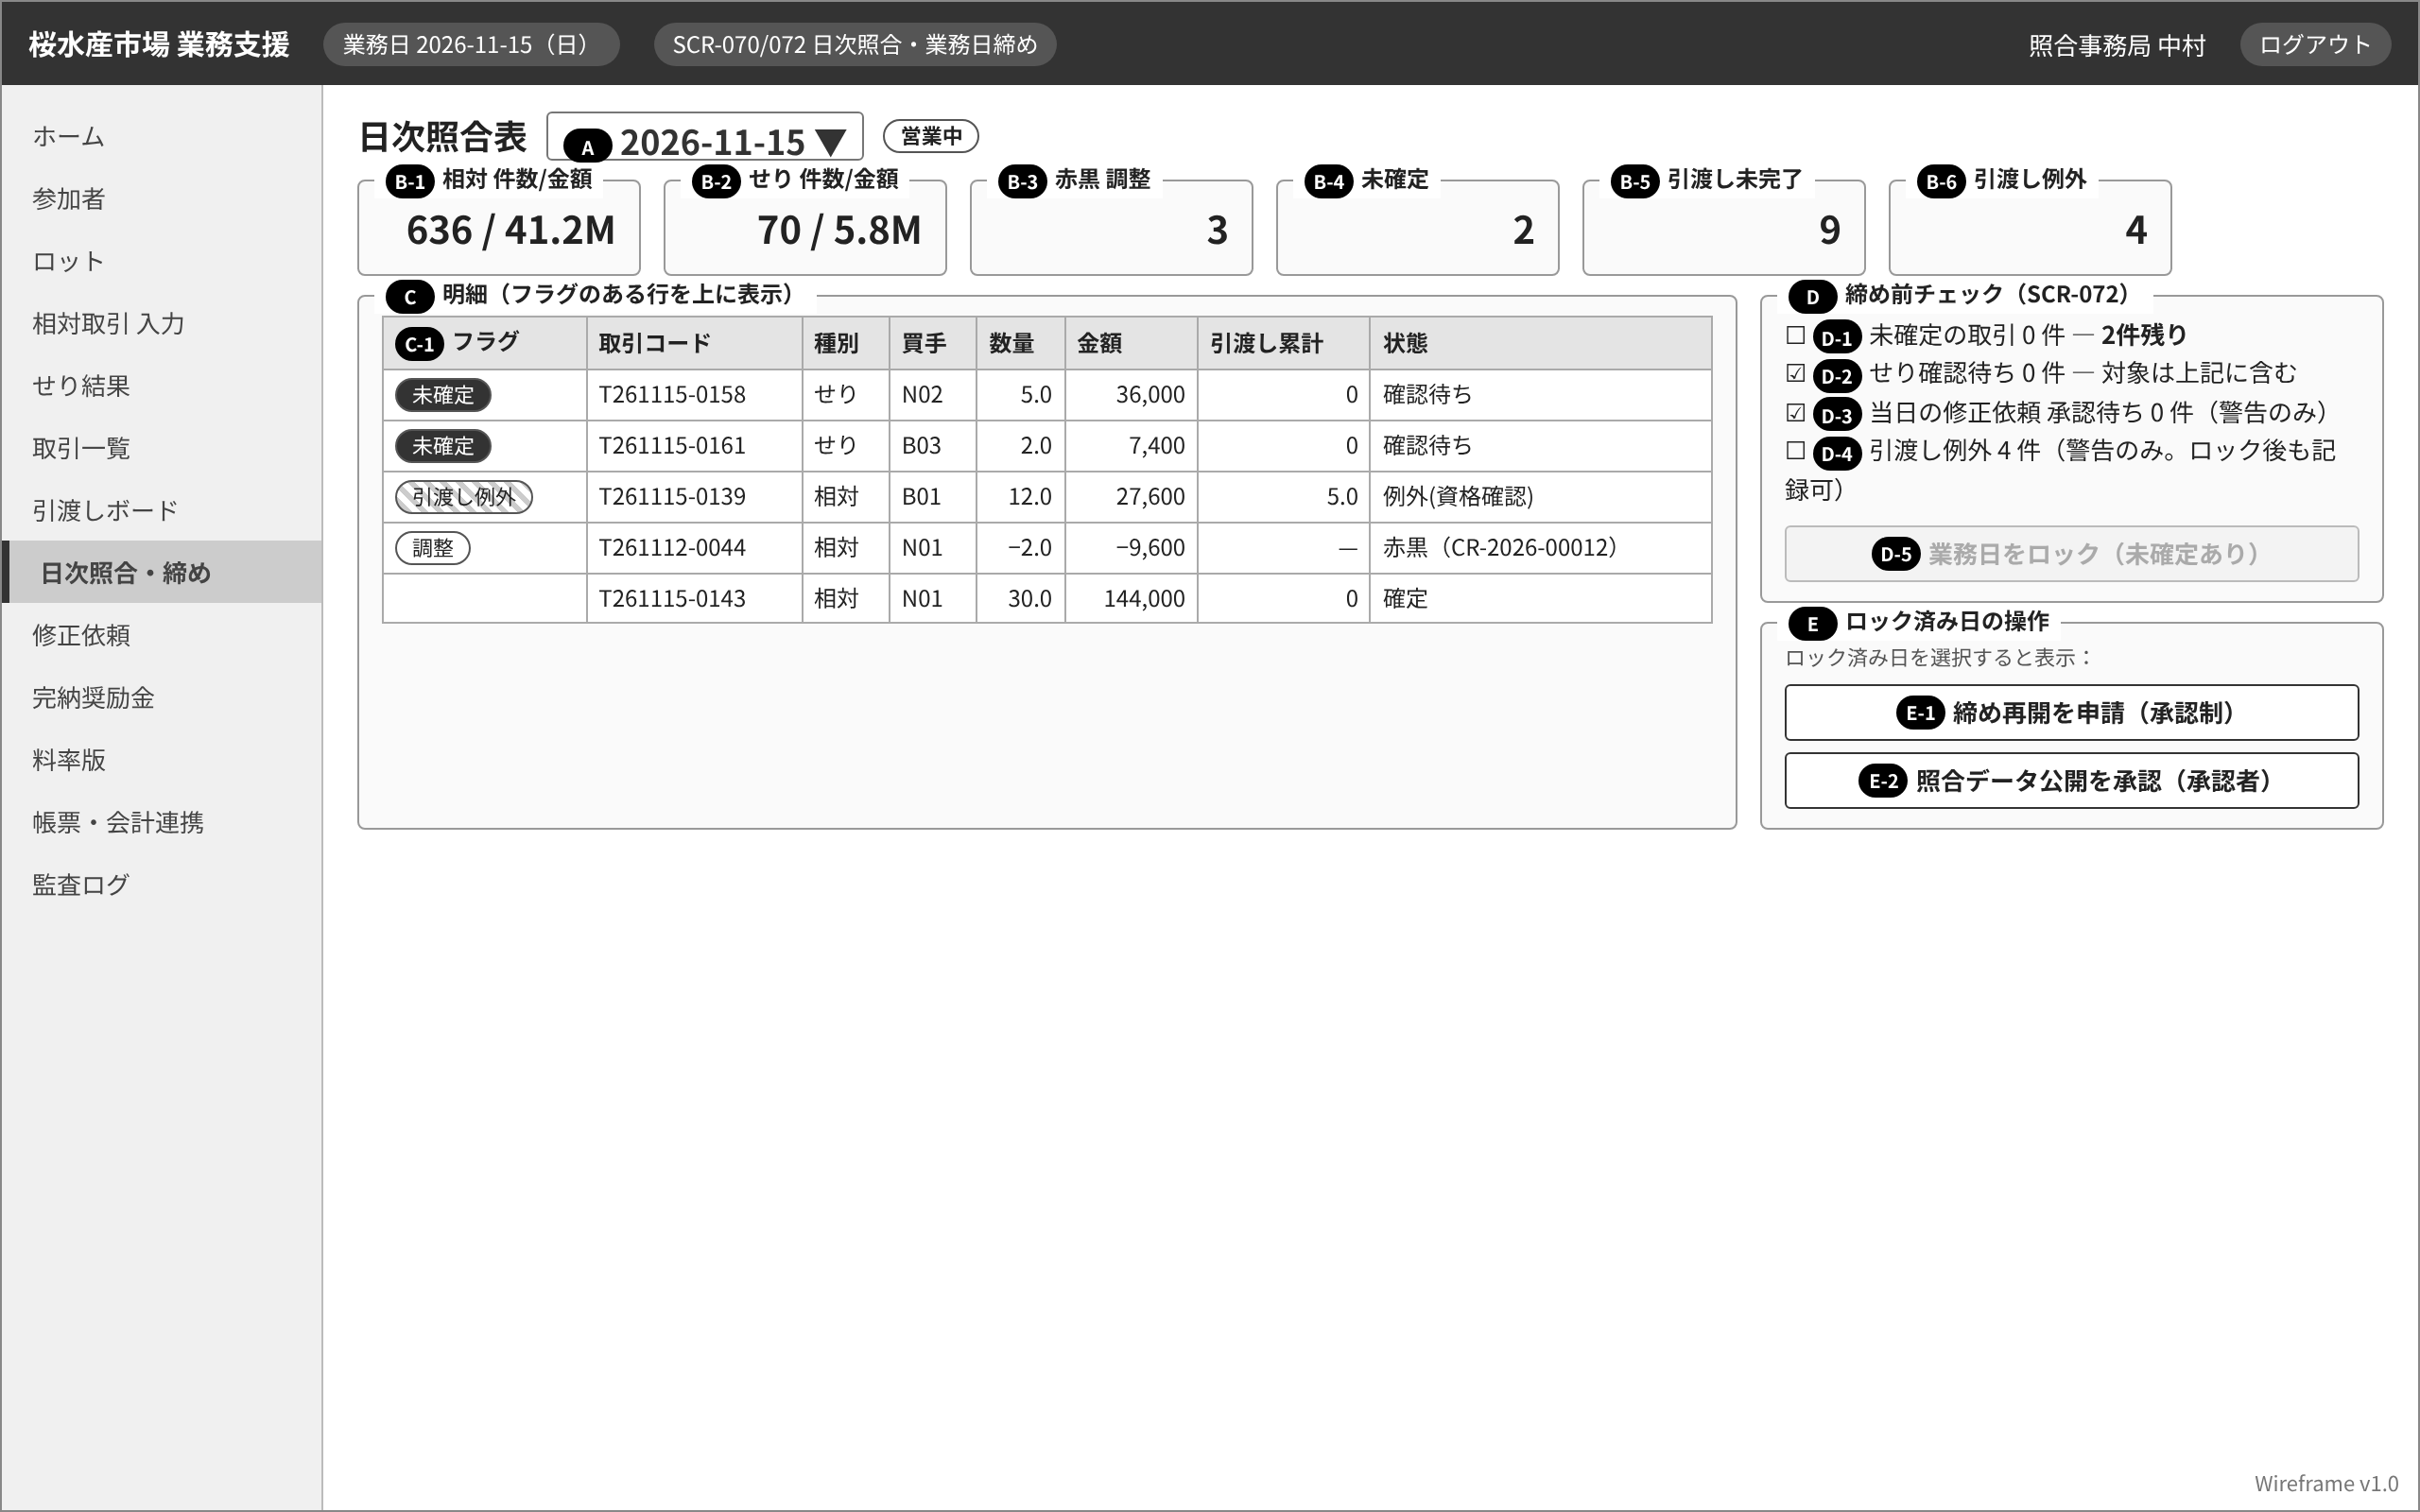 桜水産市場 業務支援 業務日 2026-11-15（日） SCR-070/072 日次照合・業務日締め 照合事務局 中村 ログアウト
ホーム
参加者
ロット
相対取引 入力
せり結果
取引一覧
引渡しボード
日次照合・締め
修正依頼
完納奨励金
料率版
帳票・会計連携
監査ログ
日次照合表 A 2026-11-15 ▼ 営業中
B-1 相対 件数/金額
636 / 41.2M
B-2 せり 件数/金額
70 / 5.8M
B-3 赤黒 調整
3
B-4 未確定
2
B-5 引渡し未完了
9
B-6 引渡し例外
4
C 明細（フラグのある行を上に表示）
C-1 フラグ 取引コード 種別 買手 数量 金額 引渡し累計 状態
未確定 T261115-0158 せり N02 5.0 36,000 0 確認待ち
未確定 T261115-0161 せり B03 2.0 7,400 0 確認待ち
引渡し例外 T261115-0139 相対 B01 12.0 27,600 5.0 例外(資格確認)
調整 T261112-0044 相対 N01 −2.0 −9,600 — 赤黒（CR-2026-00012）
T261115-0143 相対 N01 30.0 144,000 0 確定
D 締め前チェック（SCR-072）
☐ D-1 未確定の取引 0 件 — 2件残り
☑ D-2 せり確認待ち 0 件 — 対象は上記に含む
☑ D-3 当日の修正依頼 承認待ち 0 件（警告のみ）
☐ D-4 引渡し例外 4 件（警告のみ。ロック後も記
録可）
D-5 業務日をロック（未確定あり）
E ロック済み日の操作
ロック済み日を選択すると表示：
E-1 締め再開を申請（承認制）
E-2 照合データ公開を承認（承認者）
Wireframe v1.0